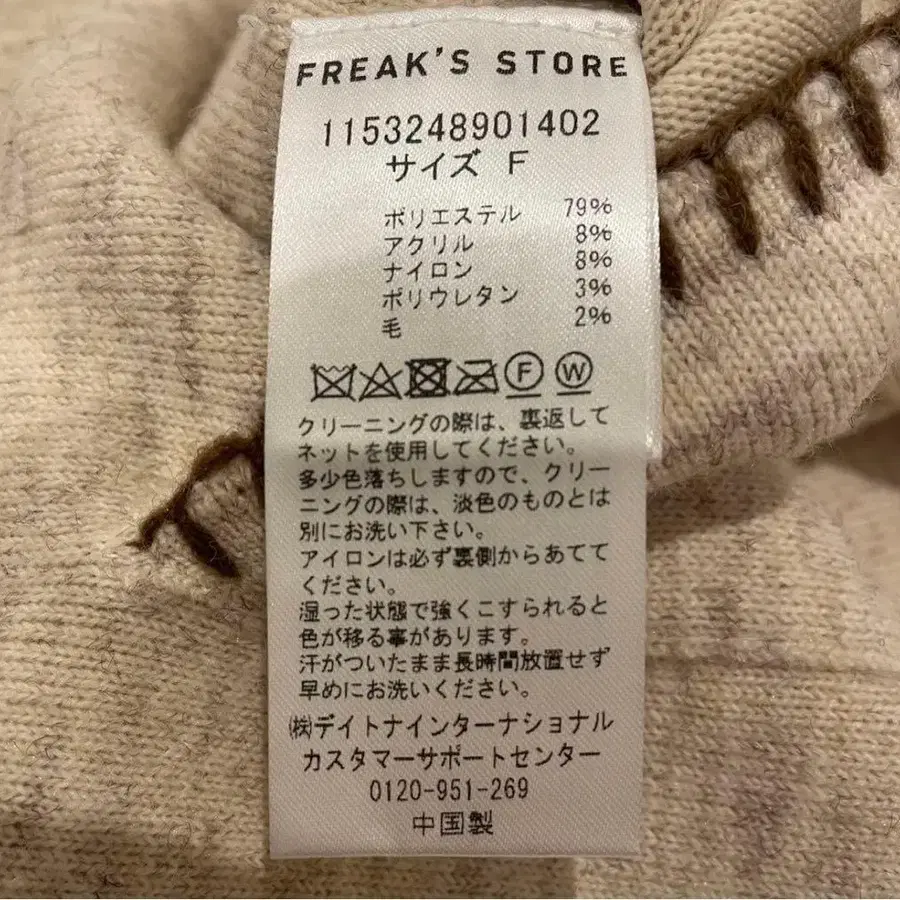 FREAK'S STORE
1153248901402
サイズ F
ポリエステル 79%
アクリル 8%
ナイロン 8%
ポリウレタン 3%
毛 2%
F W
クリーニングの際は、裏返して
ネットを使用してください。
多少色落ちしますので、クリー
ニングの際は、淡色のものとは
別にお洗い下さい。
アイロンは必ず裏側からあてて
ください。
湿った状態で強くこすられると
色が移る事があります。
汗がついたまま長時間放置せず
早めにお洗いください。
㈱デイトナインターナショナル
カスタマーサポートセンター
0120-951-269
中国製